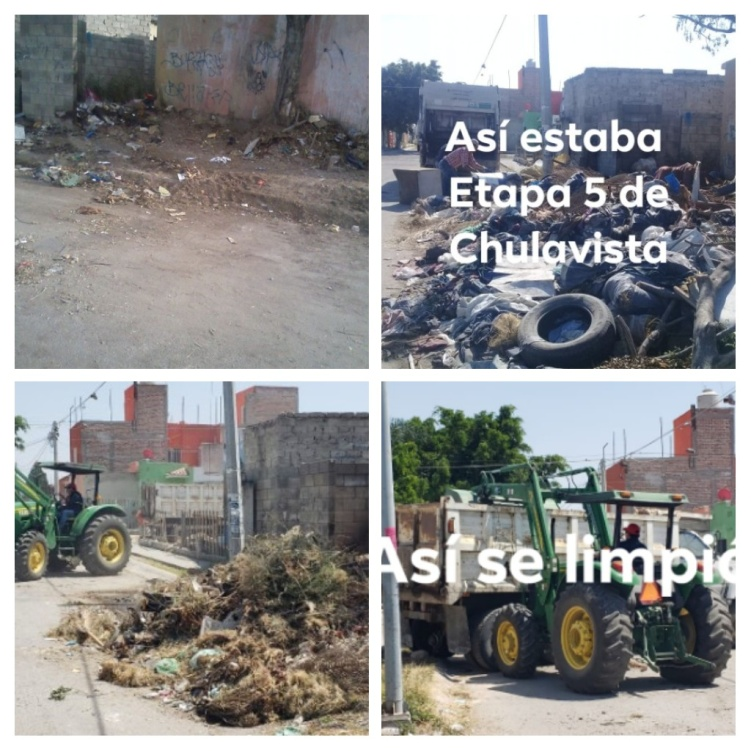 Así estaba
Etapa 5 de
Chulavista
Así se limpió